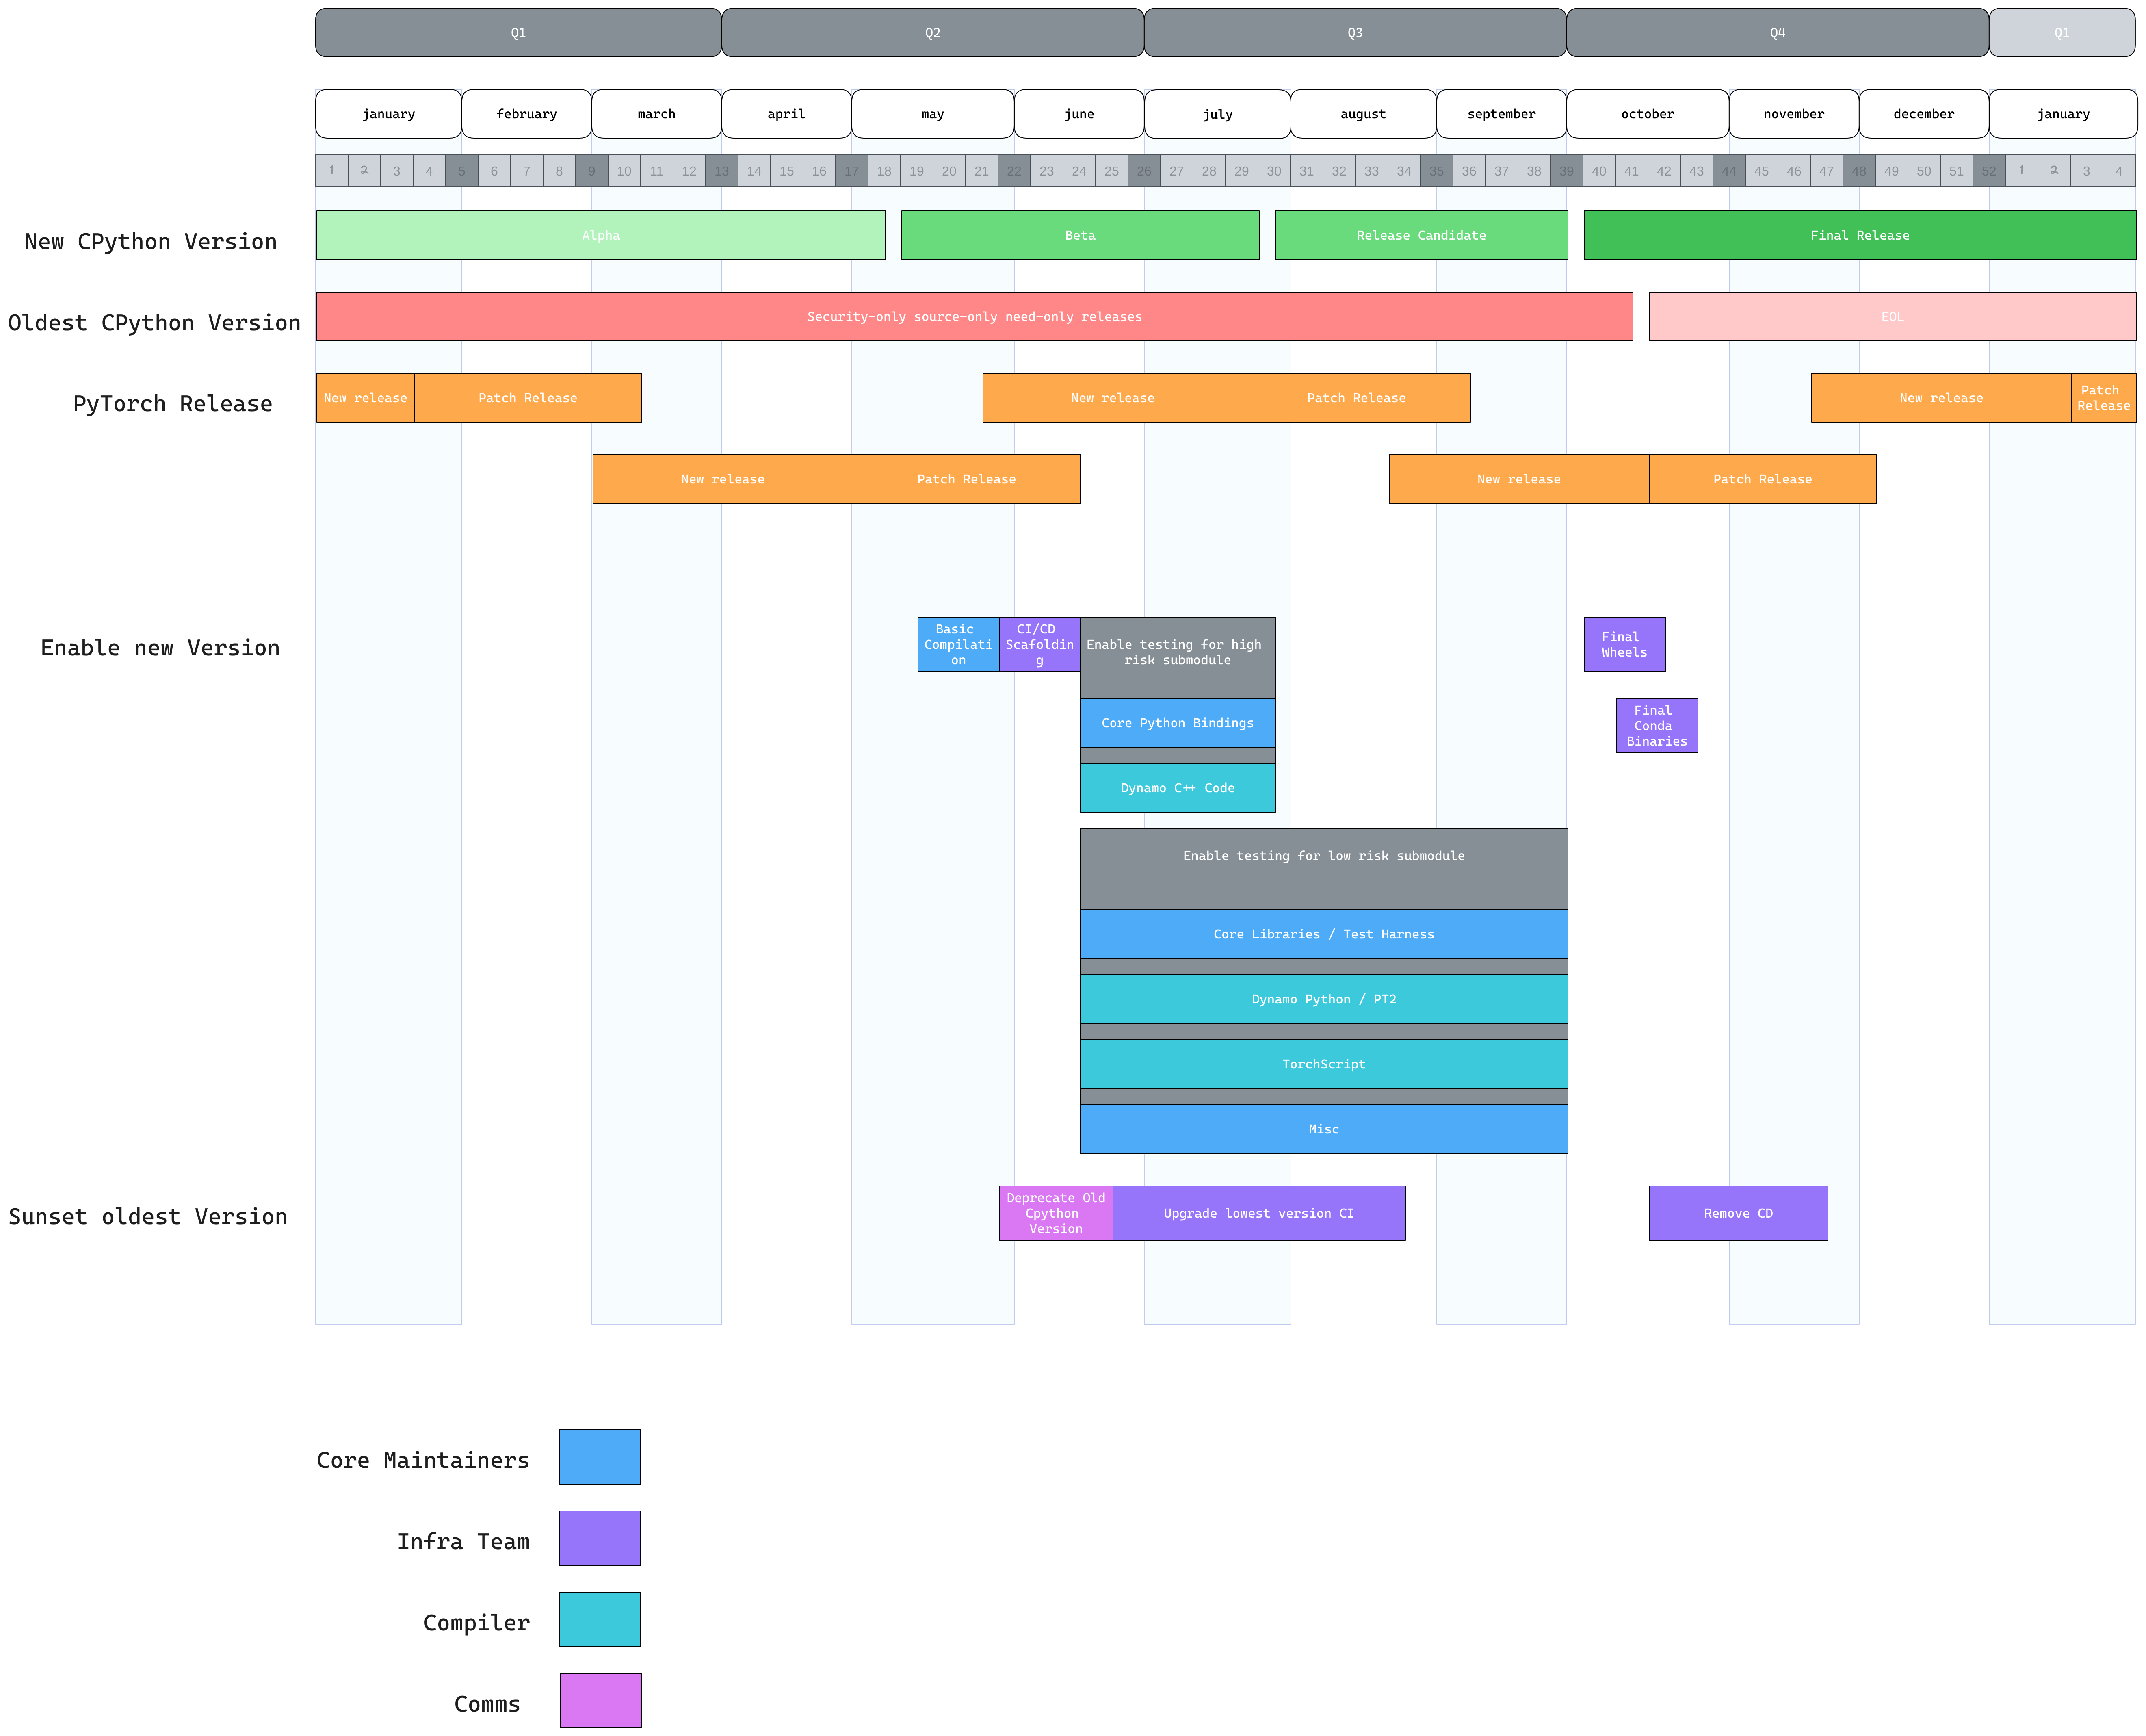 Q1 Q2 Q3 Q4 Q1
january february march april may june july august september october november december january
1 2 3 4 5 6 7 8 9 10 11 12 13 14 15 16 17 18 19 20 21 22 23 24 25 26 27 28 29 30 31 32 33 34 35 36 37 38 39 40 41 42 43 44 45 46 47 48 49 50 51 52 1 2 3 4
New CPython Version
Alpha
Beta
Release Candidate
Final Release
Oldest CPython Version
Security-only source-only need-only releases
EOL
PyTorch Release
New release
Patch Release
New release
Patch Release
New release
Patch
Release
New release
Patch Release
New release
Patch Release
Enable new Version
Basic
Compilati
on
CI/CD
Scafoldin
g
Enable testing for high
risk submodule
Final
Wheels
Core Python Bindings
Final
Conda
Binaries
Dynamo C++ Code
Enable testing for low risk submodule
Core Libraries / Test Harness
Dynamo Python / PT2
TorchScript
Misc
Sunset oldest Version
Deprecate Old
Cpython
Version
Upgrade lowest version CI
Remove CD
Core Maintainers
Infra Team
Compiler
Comms